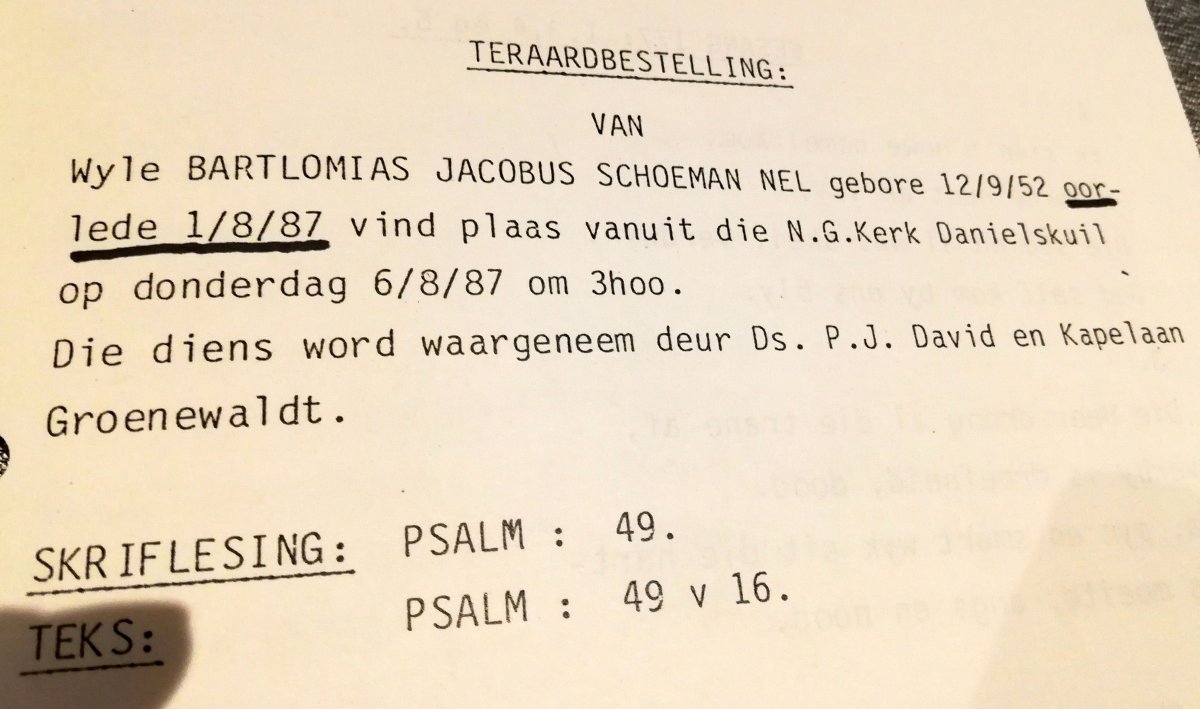 TERAARDBESTELLING:
VAN
Wyle BARTLOMIAS JACOBUS SCHOEMAN NEL gebore 12/9/52 oor-
lede 1/8/87 vind plaas vanuit die N.G.Kerk Danielskuil
op donderdag 6/8/87 om 3hoo.
Die diens word waargeneem deur Ds. P.J. David en Kapelaan
Groenewaldt.
SKRIFLESING: PSALM : 49.
TEKS: PSALM : 49 v 16.